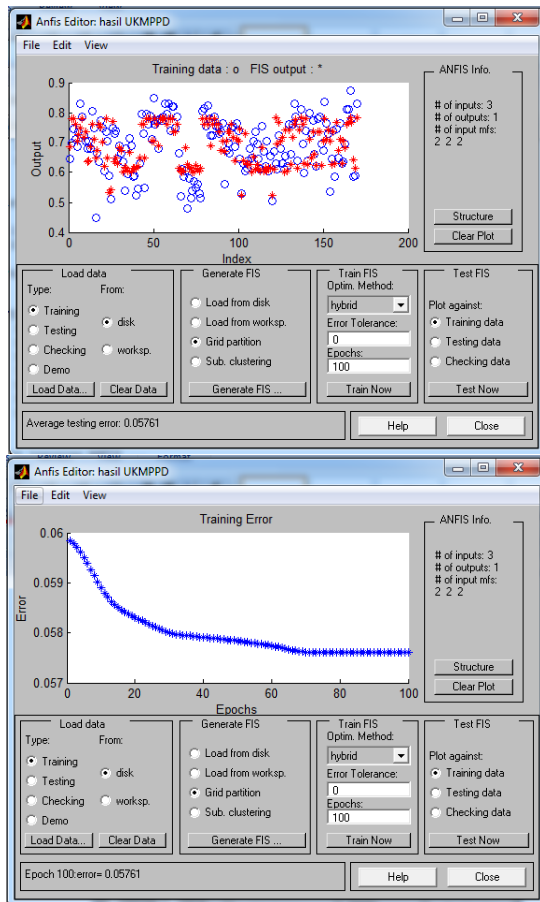 Anfis Editor: hasil UKMPPD
File Edit View
Training data : o FIS output : *
0.9
0.8
0.7
0.6
0.5
0.4
Output
0 50 100 150 200
Index
ANFIS Info.
# of inputs: 3
# of outputs: 1
# of input mfs:
2 2 2
Structure
Clear Plot
Load data
Type: From:
Training
Testing
Checking
Demo
disk
worksp.
Load Data... Clear Data
Generate FIS
Load from disk
Load from worksp.
Grid partition
Sub. clustering
Generate FIS ...
Train FIS
Optim. Method:
hybrid
Error Tolerance:
0
Epochs:
100
Train Now
Test FIS
Plot against:
Training data
Testing data
Checking data
Test Now
Average testing error: 0.05761
Help Close
Review View Format
Anfis Editor: hasil UKMPPD
File Edit View
Training Error
0.06
0.059
0.058
0.057
Error
0 20 40 60 80 100
Epochs
ANFIS Info.
# of inputs: 3
# of outputs: 1
# of input mfs:
2 2 2
Structure
Clear Plot
Load data
Type: From:
Training
Testing
Checking
Demo
disk
worksp.
Load Data... Clear Data
Generate FIS
Load from disk
Load from worksp.
Grid partition
Sub. clustering
Generate FIS ...
Train FIS
Optim. Method:
hybrid
Error Tolerance:
0
Epochs:
100
Train Now
Test FIS
Plot against:
Training data
Testing data
Checking data
Test Now
Epoch 100:error= 0.05761
Help Close